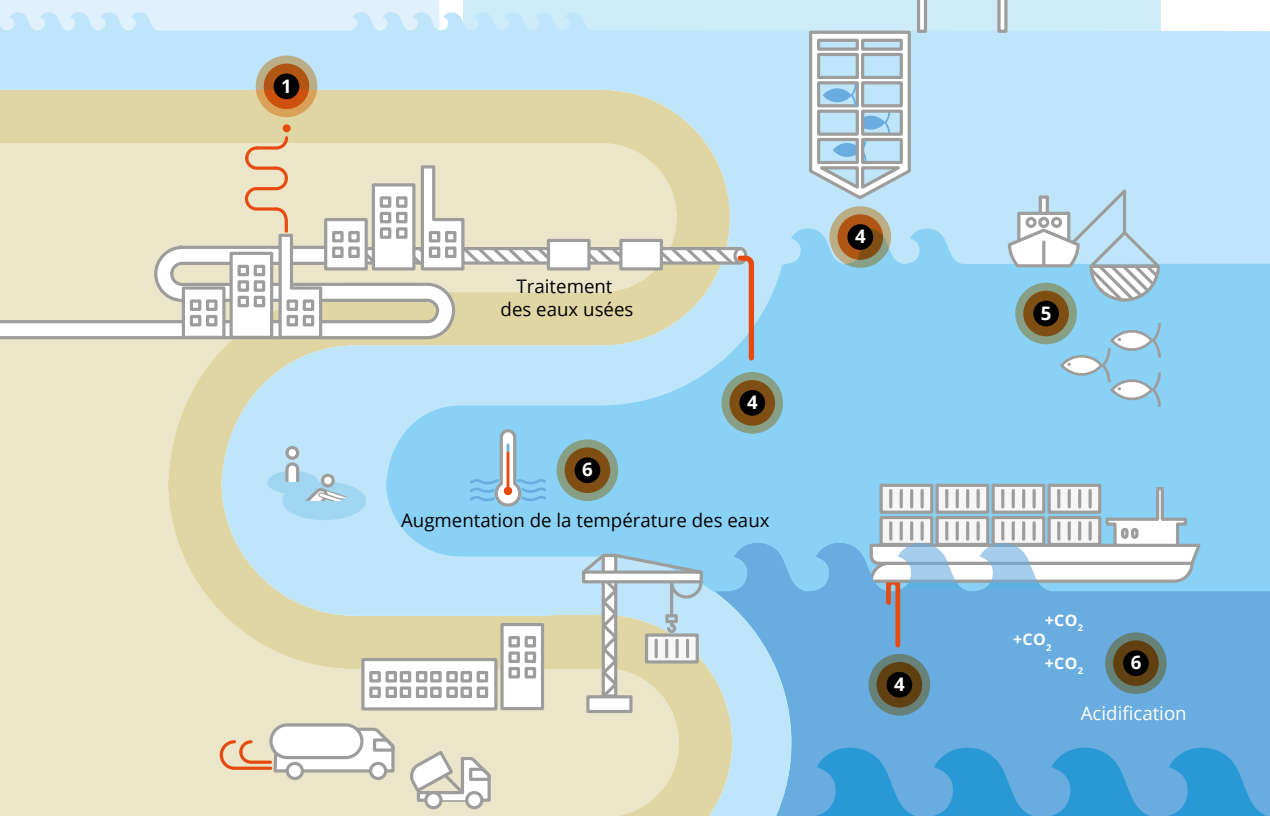 1
4
Traitement
des eaux usées
5
4
6
Augmentation de la température des eaux
+CO₂
+CO₂
+CO₂
6
4
Acidification